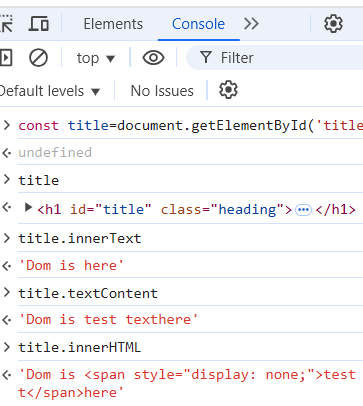 Elements Console
top Filter
Default levels No Issues
const title=document.getElementById('title
undefined
title
<h1 id="title" class="heading"> … </h1>
title.innerText
'Dom is here'
title.textContent
'Dom is test texthere'
title.innerHTML
'Dom is <span style="display: none;">test
t</span>here'